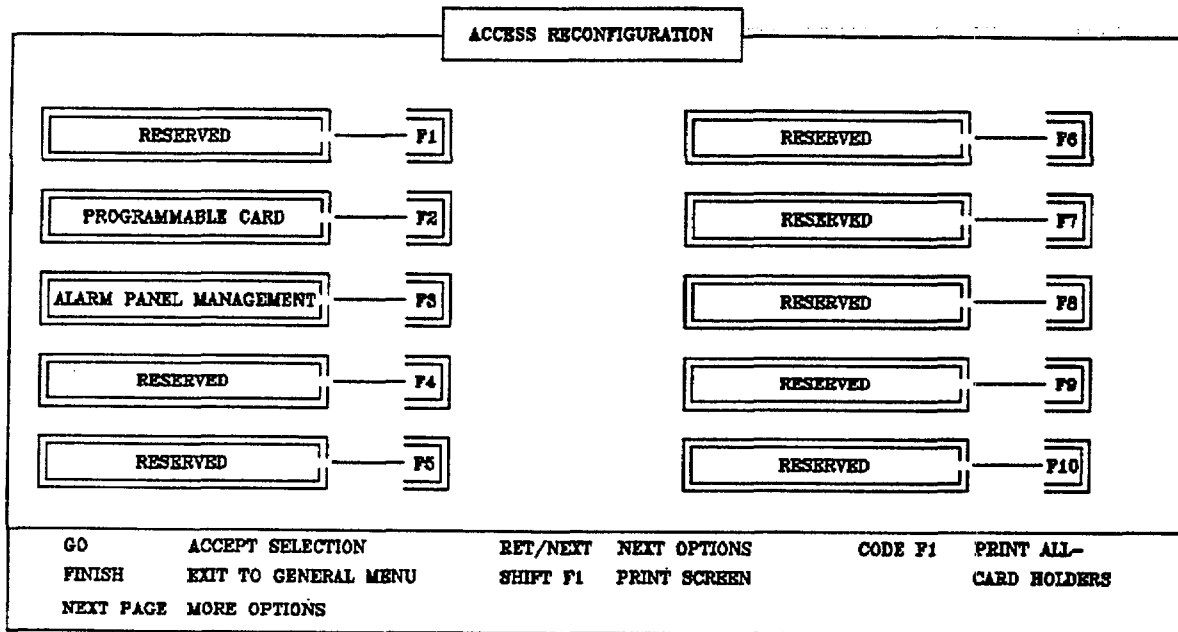 ACCESS RECONFIGURATION
RESERVED F1
PROGRAMMABLE CARD F2
ALARM PANEL MANAGEMENT F3
RESERVED F4
RESERVED F5
RESERVED F6
RESERVED F7
RESERVED F8
RESERVED F9
RESERVED F10
GO ACCEPT SELECTION RET/NEXT NEXT OPTIONS CODE F1 PRINT ALL-
FINISH EXIT TO GENERAL MENU SHIFT F1 PRINT SCREEN CARD HOLDERS
NEXT PAGE MORE OPTIONS